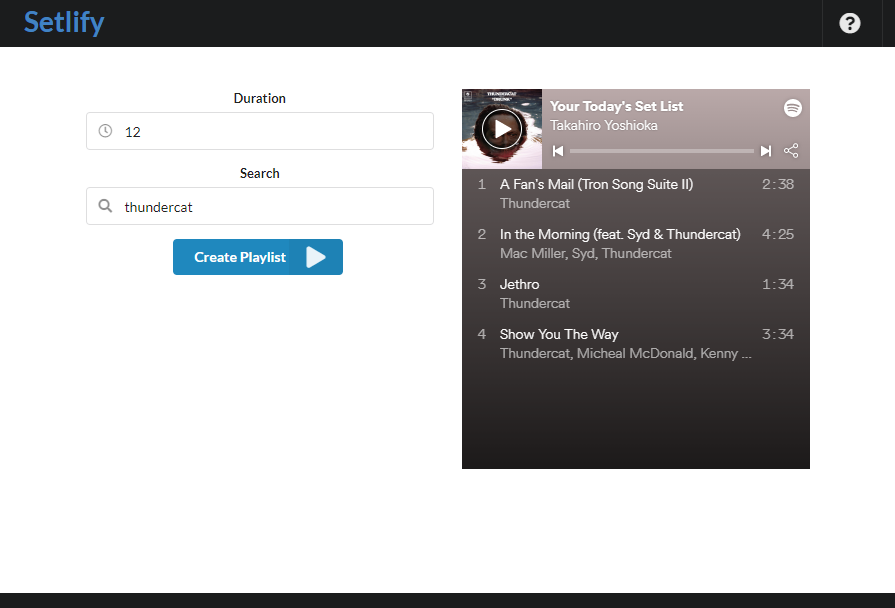 Setlify
Duration
12
Search
thundercat
Create Playlist
THUNDERCAT
"DRUNK"
Your Today's Set List
Takahiro Yoshioka
1 A Fan's Mail (Tron Song Suite II) 2:38
Thundercat
2 In the Morning (feat. Syd & Thundercat) 4:25
Mac Miller, Syd, Thundercat
3 Jethro 1:34
Thundercat
4 Show You The Way 3:34
Thundercat, Micheal McDonald, Kenny ...